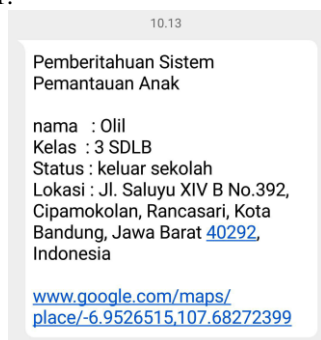 10.13
Pemberitahuan Sistem
Pemantauan Anak
nama : Olil
Kelas : 3 SDLB
Status : keluar sekolah
Lokasi : Jl. Saluyu XIV B No.392,
Cipamokolan, Rancasari, Kota
Bandung, Jawa Barat 40292,
Indonesia
www.google.com/maps/
place/-6.9526515,107.68272399